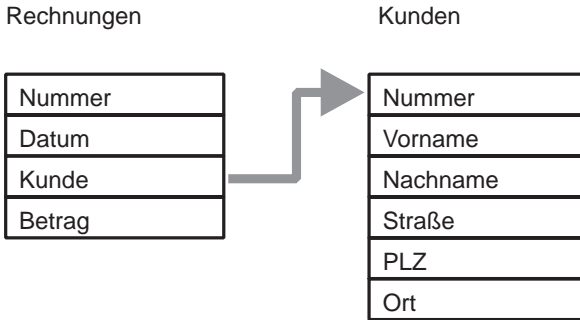 Rechnungen
Nummer
Datum
Kunde
Betrag
Kunden
Nummer
Vorname
Nachname
Straße
PLZ
Ort